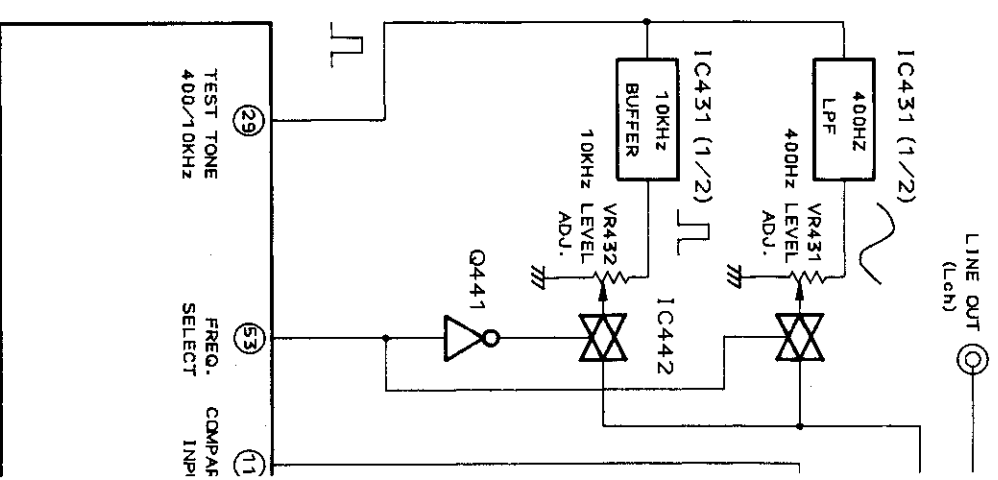 IC431 (1/2)
400HZ
LPF
400Hz LEVEL
ADJ.
VR431
IC431 (1/2)
10KHz
BUFFER
10KHz LEVEL
ADJ.
VR432
LINE OUT
(Lch)
IC442
Q441
29
TEST TONE
400/10KHz
53
FREQ.
SELECT
11